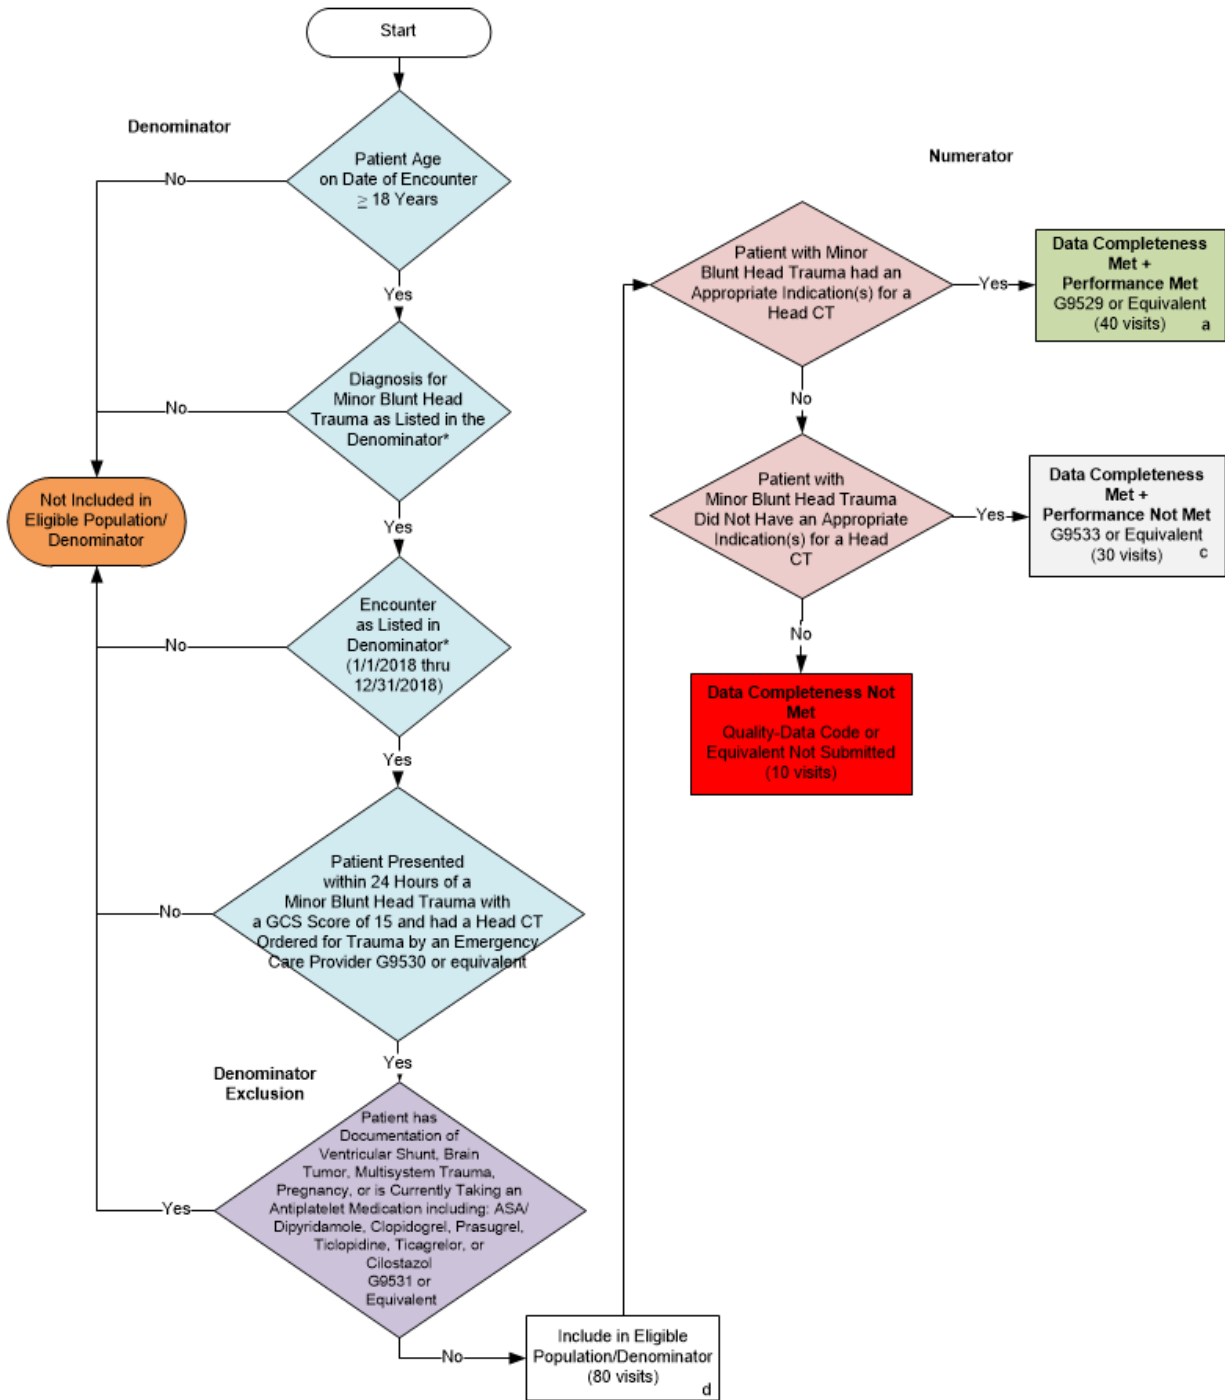 Start
Denominator
Patient Age
on Date of Encounter
≥ 18 Years
No
Yes
Diagnosis for
Minor Blunt Head
Trauma as Listed in the
Denominator*
No
Yes
Not Included in
Eligible Population/
Denominator
Encounter
as Listed in
Denominator*
(1/1/2018 thru
12/31/2018)
No
Yes
Patient Presented
within 24 Hours of a
Minor Blunt Head Trauma with
a GCS Score of 15 and had a Head CT
Ordered for Trauma by an Emergency
Care Provider G9530 or equivalent
No
Yes
Denominator
Exclusion
Patient has
Documentation of
Ventricular Shunt, Brain
Tumor, Multisystem Trauma,
Pregnancy, or is Currently Taking an
Antiplatelet Medication including: ASA/
Dipyridamole, Clopidogrel, Prasugrel,
Ticlopidine, Ticagrelor, or
Cilostazol
G9531 or
Equivalent
Yes
No
Include in Eligible
Population/Denominator
(80 visits)
d
Numerator
Patient with Minor
Blunt Head Trauma had an
Appropriate Indication(s) for a
Head CT
Yes
Data Completeness
Met +
Performance Met
G9529 or Equivalent
(40 visits)
a
No
Patient with
Minor Blunt Head Trauma
Did Not Have an Appropriate
Indication(s) for a Head
CT
Yes
Data Completeness
Met +
Performance Not Met
G9533 or Equivalent
(30 visits)
c
No
Data Completeness Not
Met
Quality-Data Code or
Equivalent Not Submitted
(10 visits)